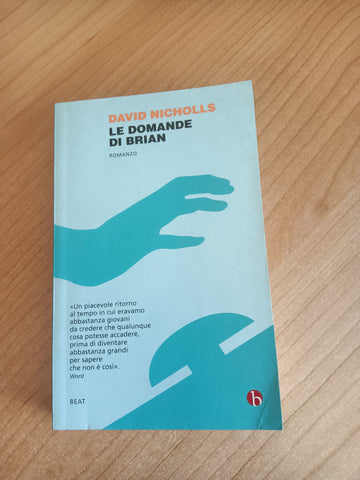 DAVID NICHOLLS
LE DOMANDE
DI BRIAN
ROMANZO
«Un piacevole ritorno
al tempo in cui eravamo
abbastanza giovani
da credere che qualunque
cosa potesse accadere,
prima di diventare
abbastanza grandi
per sapere
che non è così».
Word
BEAT
b